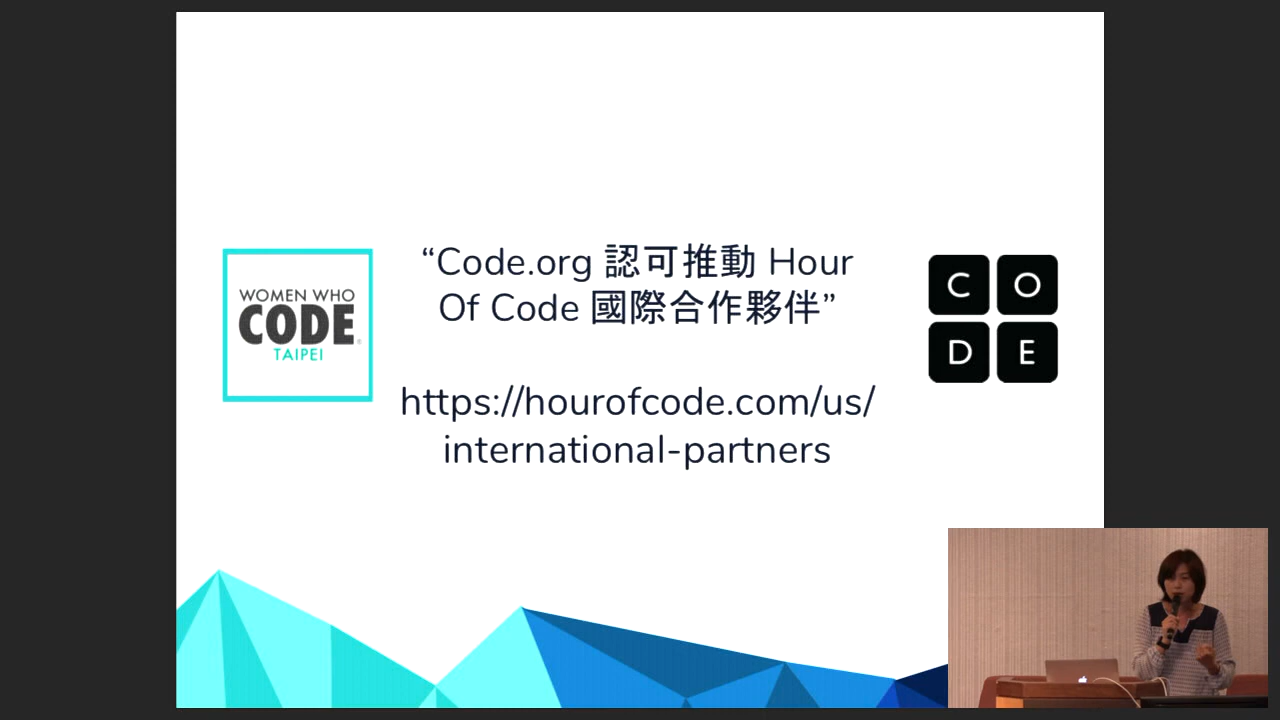 WOMEN WHO
CODE
TAIPEI
“Code.org 認可推動 Hour
Of Code 國際合作夥伴”
https://hourofcode.com/us/
international-partners
C O
D E